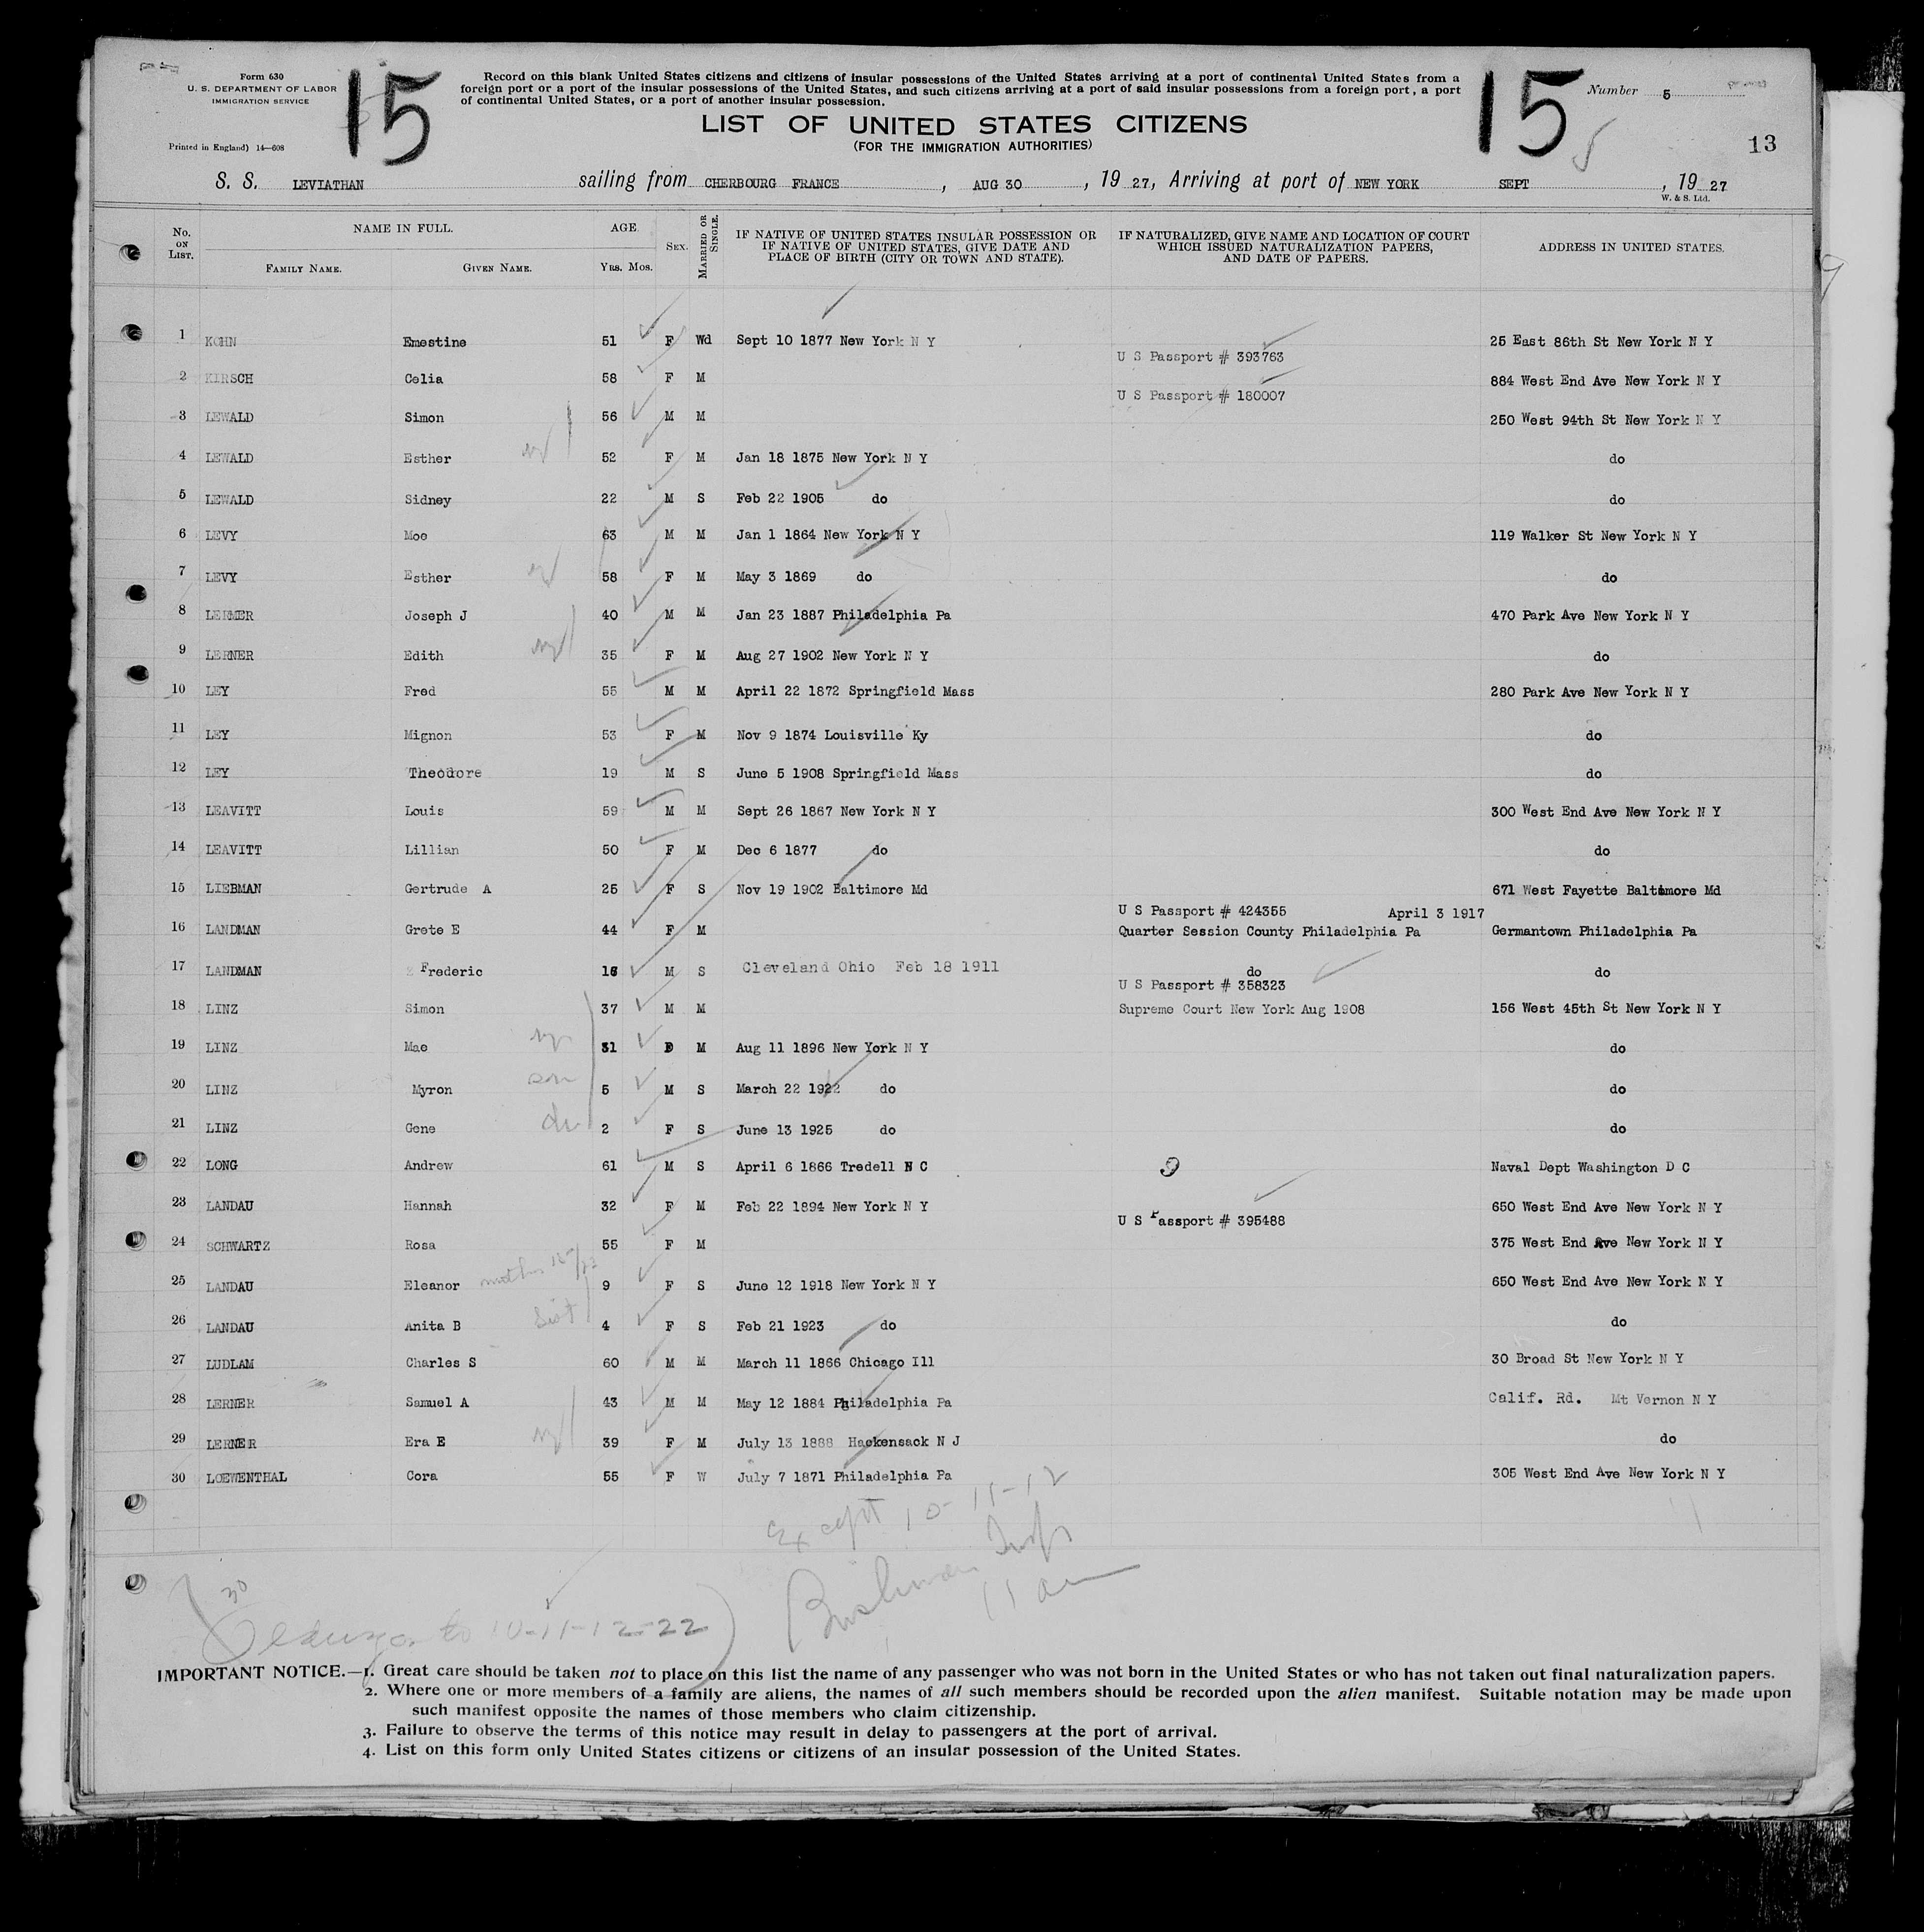 Form 630
U. S. DEPARTMENT OF LABOR
IMMIGRATION SERVICE
Printed in England) 14—608
15
Record on this blank United States citizens and citizens of insular possessions of the United States arriving at a port of continental United States from a
foreign port or a port of the insular possessions of the United States, and such citizens arriving at a port of said insular possessions from a foreign port, a port
of continental United States, or a port of another insular possession.
LIST OF UNITED STATES CITIZENS
(FOR THE IMMIGRATION AUTHORITIES)
15
Number 5
13
S. S. LEVIATHAN sailing from CHERBOURG FRANCE, AUG 30, 19 27, Arriving at port of NEW YORK SEPT, 19 27
W. & S. Ltd.
No. ON LIST. NAME IN FULL. FAMILY NAME. GIVEN NAME. AGE Yrs. Mos. SEX. MARRIED OR SINGLE. IF NATIVE OF UNITED STATES INSULAR POSSESSION OR IF NATIVE OF UNITED STATES, GIVE DATE AND PLACE OF BIRTH (CITY OR TOWN AND STATE). IF NATURALIZED, GIVE NAME AND LOCATION OF COURT WHICH ISSUED NATURALIZATION PAPERS, AND DATE OF PAPERS. ADDRESS IN UNITED STATES.
1 KOHN Emestine 51 F Wd Sept 10 1877 New York N Y 25 East 86th St New York N Y
U S Passport # 393763
2 KIRSCH Celia 58 F M 884 West End Ave New York N Y
U S Passport # 180007
3 LEWALD Simon 56 M M 250 West 94th St New York N Y
4 LEWALD Esther 52 F M Jan 18 1875 New York N Y do
5 LEWALD Sidney 22 M S Feb 22 1905 do do
6 LEVY Moe 63 M M Jan 1 1864 New York N Y 119 Walker St New York N Y
7 LEVY Esther 58 F M May 3 1869 do do
8 LERMER Joseph J 40 M M Jan 23 1887 Philadelphia Pa 470 Park Ave New York N Y
9 LERNER Edith 35 F M Aug 27 1902 New York N Y do
10 LEY Fred 55 M M April 22 1872 Springfield Mass 280 Park Ave New York N Y
11 LEY Mignon 53 F M Nov 9 1874 Louisville Ky do
12 LEY Theodore 19 M S June 5 1908 Springfield Mass do
13 LEAVITT Louis 59 M M Sept 26 1867 New York N Y 300 West End Ave New York N Y
14 LEAVITT Lillian 50 F M Dec 6 1877 do do
15 LIEBMAN Gertrude A 25 F S Nov 19 1902 Baltimore Md 671 West Fayette Baltimore Md
U S Passport # 424355 April 3 1917
16 LANDMAN Grete E 44 F M Quarter Session County Philadelphia Pa Germantown Philadelphia Pa
17 LANDMAN Frederic 16 M S Cleveland Ohio Feb 18 1911 do do
U S Passport # 358323
18 LINZ Simon 37 M M Supreme Court New York Aug 1908 156 West 45th St New York N Y
19 LINZ Mae 31 M Aug 11 1896 New York N Y do
20 LINZ Myron son 5 M S March 22 1922 do do
21 LINZ Gene 2 F S June 13 1925 do do
22 LONG Andrew 61 M S April 6 1866 Tredell N C Naval Dept Washington D C
23 LANDAU Hannah 32 F M Feb 22 1894 New York N Y 650 West End Ave New York N Y
U S Passport # 395488
24 SCHWARTZ Rosa 55 F M 375 West End Ave New York N Y
25 LANDAU Eleanor 9 F S June 12 1918 New York N Y 650 West End Ave New York N Y
26 LANDAU Anita B Sist 4 F S Feb 21 1923 do do
27 LUDLAM Charles S 60 M M March 11 1866 Chicago Ill 30 Broad St New York N Y
28 LERNER Samuel A 43 M M May 12 1884 Philadelphia Pa Calif. Rd. Mt Vernon N Y
29 LERNER Era E 39 F M July 13 1888 Hackensack N J do
30 LOEWENTHAL Cora 55 F W July 7 1871 Philadelphia Pa 305 West End Ave New York N Y
Except 10-11-12
30
to 10-11-12-22
IMPORTANT NOTICE.—1. Great care should be taken not to place on this list the name of any passenger who was not born in the United States or who has not taken out final naturalization papers.
2. Where one or more members of a family are aliens, the names of all such members should be recorded upon the alien manifest. Suitable notation may be made upon
such manifest opposite the names of those members who claim citizenship.
3. Failure to observe the terms of this notice may result in delay to passengers at the port of arrival.
4. List on this form only United States citizens or citizens of an insular possession of the United States.